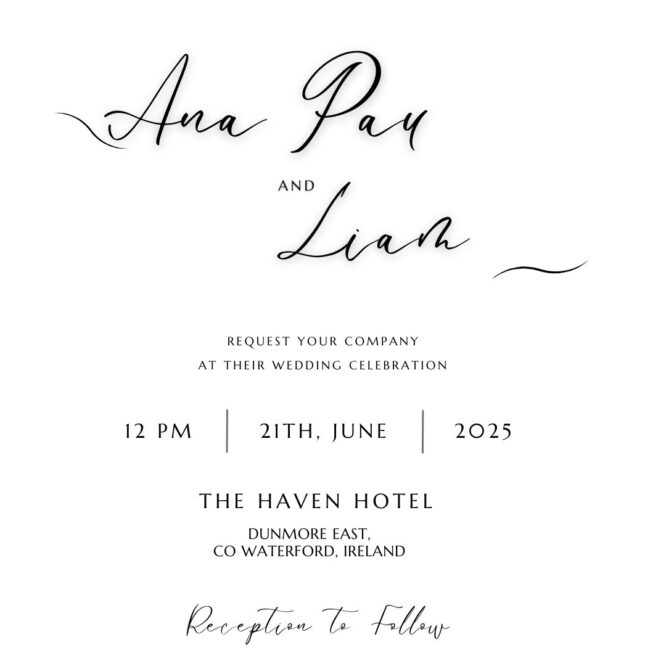 Ana Pau
AND
Liam
REQUEST YOUR COMPANY
AT THEIR WEDDING CELEBRATION
12 PM | 21TH, JUNE | 2025
THE HAVEN HOTEL
DUNMORE EAST,
CO WATERFORD, IRELAND
Reception to Follow